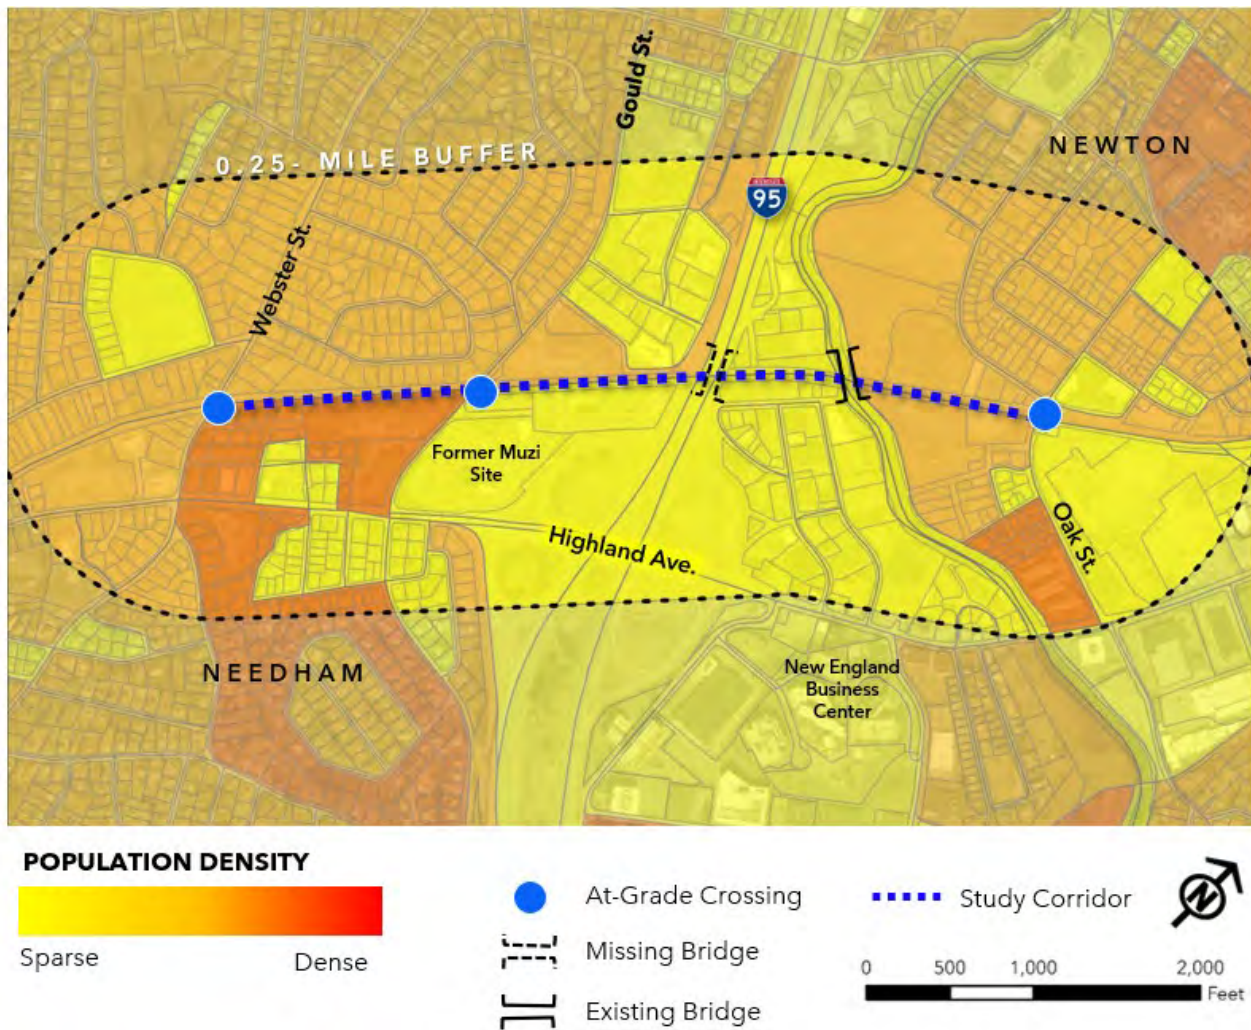 Gould St.
NEWTON
0.25- MILE BUFFER
95
Webster St.
Former Muzi
Site
Highland Ave.
Oak St.
NEEDHAM
New England
Business
Center
POPULATION DENSITY
Sparse
Dense
At-Grade Crossing
Missing Bridge
Existing Bridge
Study Corridor
N
0 500 1,000 2,000
Feet